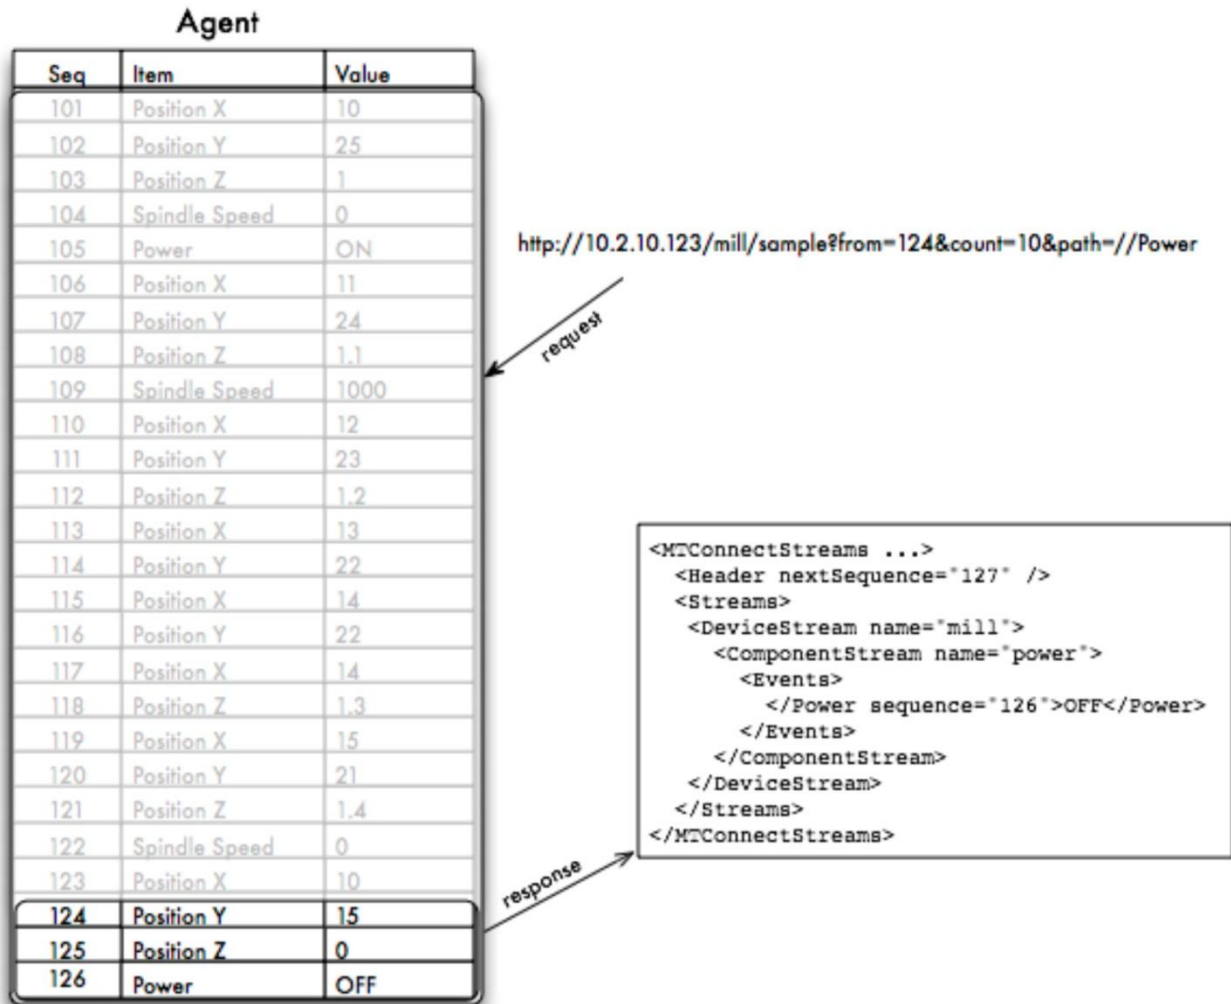 Agent
Seq Item Value
101 Position X 10
102 Position Y 25
103 Position Z 1
104 Spindle Speed 0
105 Power ON
106 Position X 11
107 Position Y 24
108 Position Z 1.1
109 Spindle Speed 1000
110 Position X 12
111 Position Y 23
112 Position Z 1.2
113 Position X 13
114 Position Y 22
115 Position X 14
116 Position Y 22
117 Position X 14
118 Position Z 1.3
119 Position X 15
120 Position Y 21
121 Position Z 1.4
122 Spindle Speed 0
123 Position X 10
124 Position Y 15
125 Position Z 0
126 Power OFF
http://10.2.10.123/mill/sample?from=124&count=10&path=//Power
request
response
<MTConnectStreams ...>
<Header nextSequence="127" />
<Streams>
<DeviceStream name="mill">
<ComponentStream name="power">
<Events>
</Power sequence="126">OFF</Power>
</Events>
</ComponentStream>
</DeviceStream>
</Streams>
</MTConnectStreams>